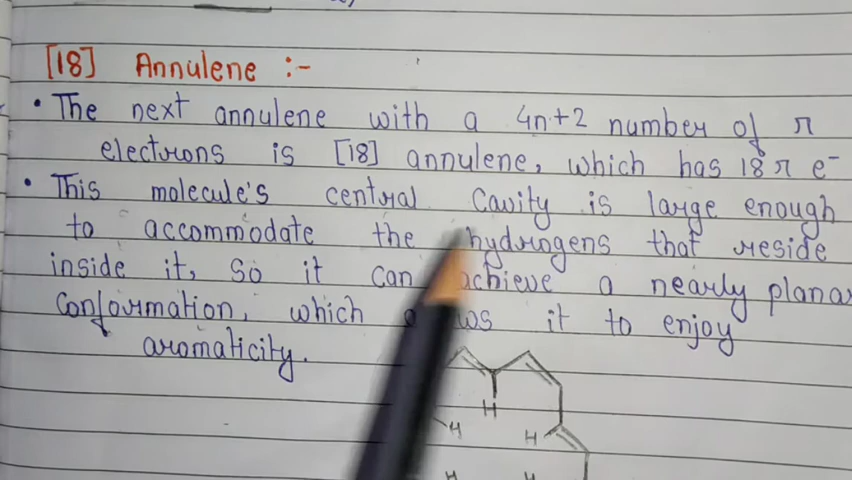 [18] Annulene :-
• The next annulene with a 4n+2 number of π
electrons is [18] annulene, which has 18 π e⁻
• This molecule's central cavity is large enough
to accommodate the hydrogens that reside
inside it, so it can achieve a nearly planar
conformation, which it to enjoy
aromaticity.
H
H H
H H